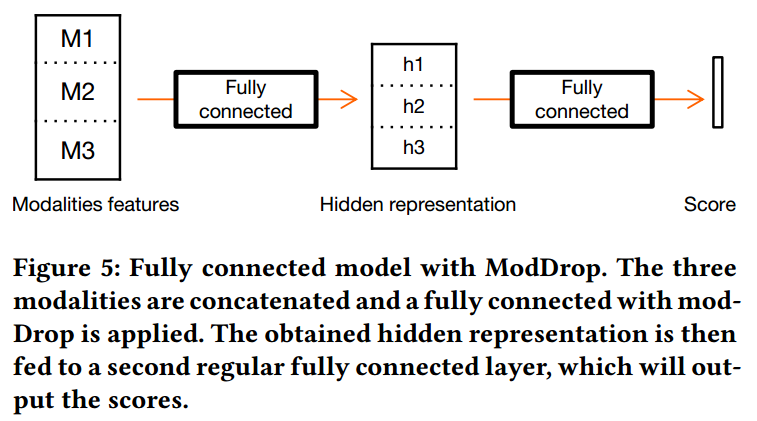 M1
M2
M3
Fully
connected
h1
h2
h3
Fully
connected
Modalities features
Hidden representation
Score
Figure 5: Fully connected model with ModDrop. The three
modalities are concatenated and a fully connected with mod-
Drop is applied. The obtained hidden representation is then
fed to a second regular fully connected layer, which will out-
put the scores.